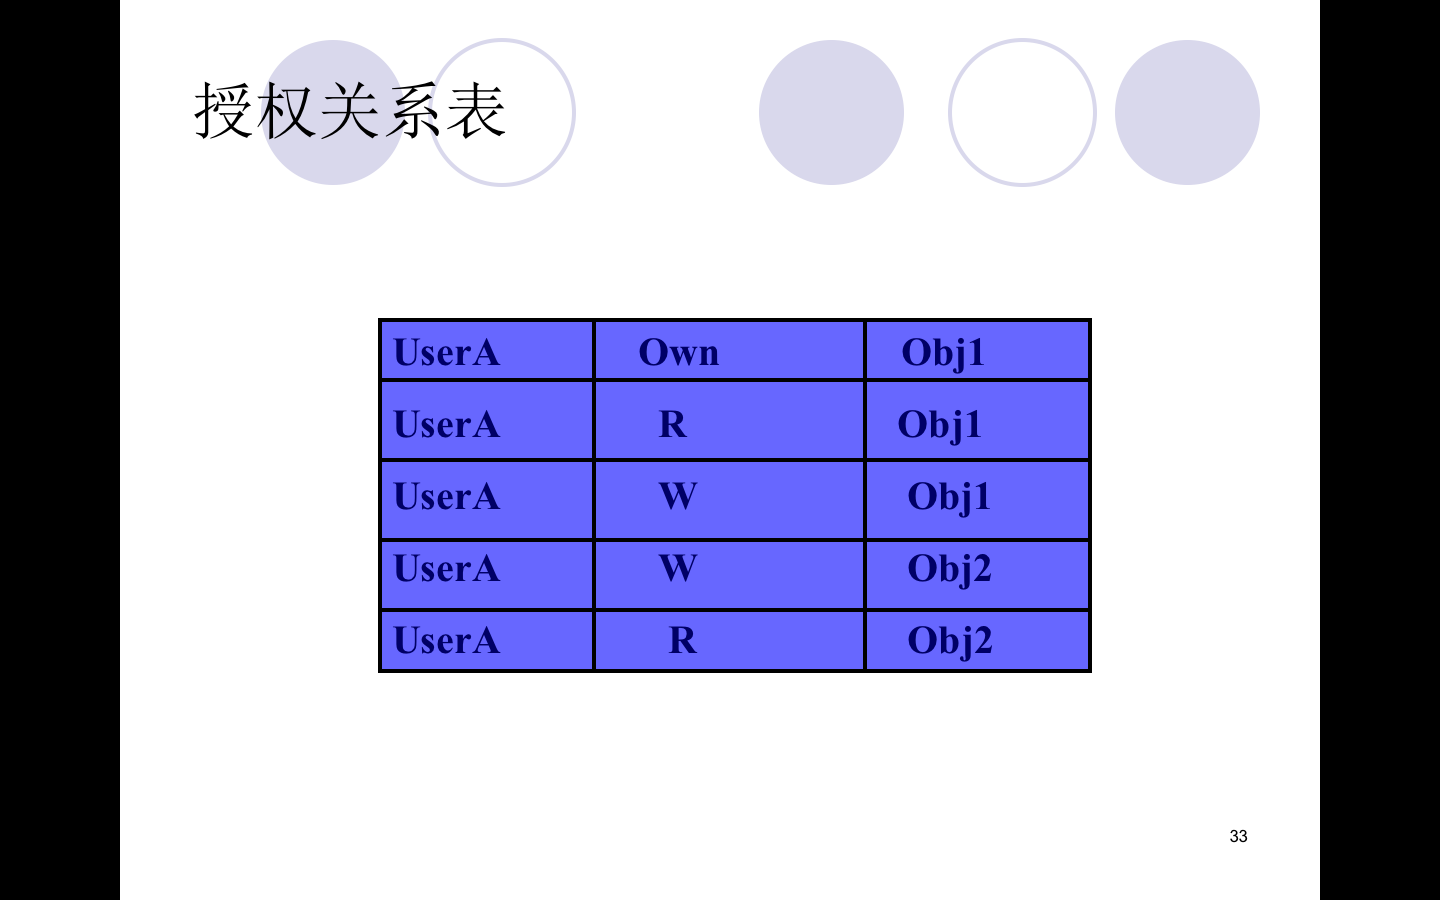 授权关系表
UserA Own Obj1
UserA R Obj1
UserA W Obj1
UserA W Obj2
UserA R Obj2
33